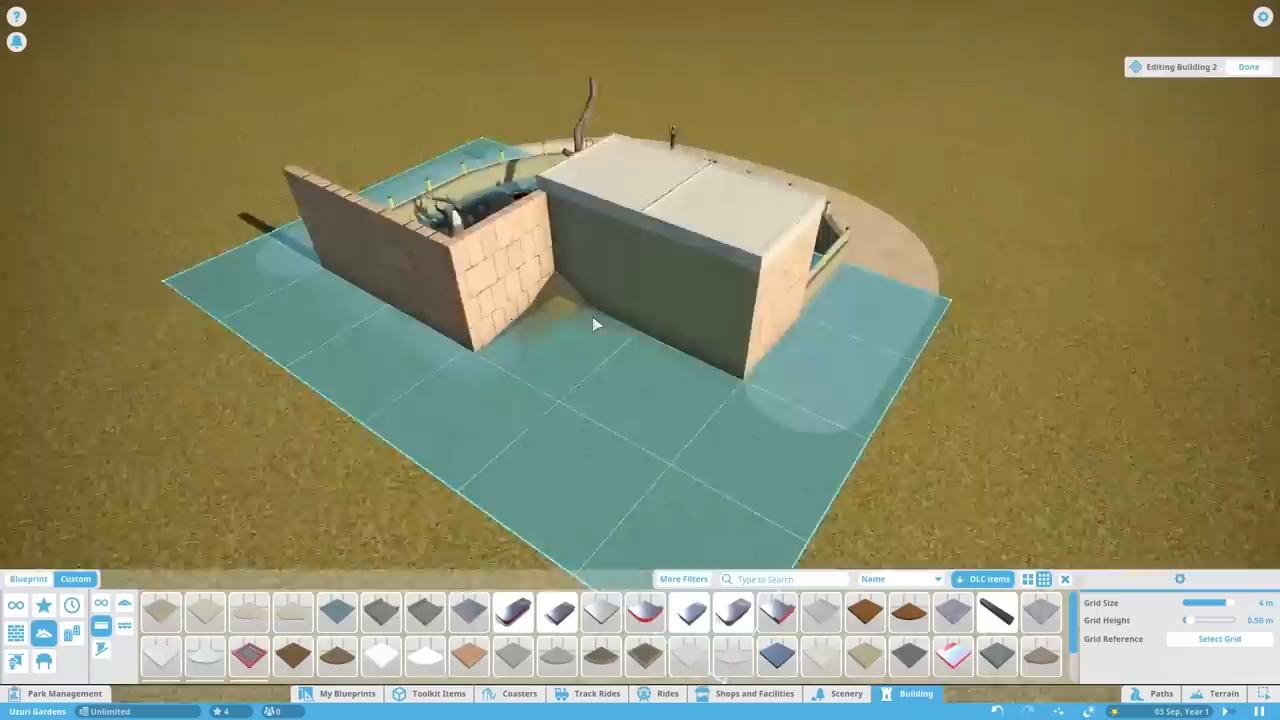 ?
Editing Building 2 Done
Blueprint Custom
More Filters Type to Search Name DLC items
Grid Size 4 m
Grid Height 0.50 m
Grid Reference Select Grid
Park Management My Blueprints Toolkit Items Coasters Track Rides Rides Shops and Facilities Scenery Building Paths Terrain
Uzuri Gardens Unlimited 4 0 03 Sep, Year 1